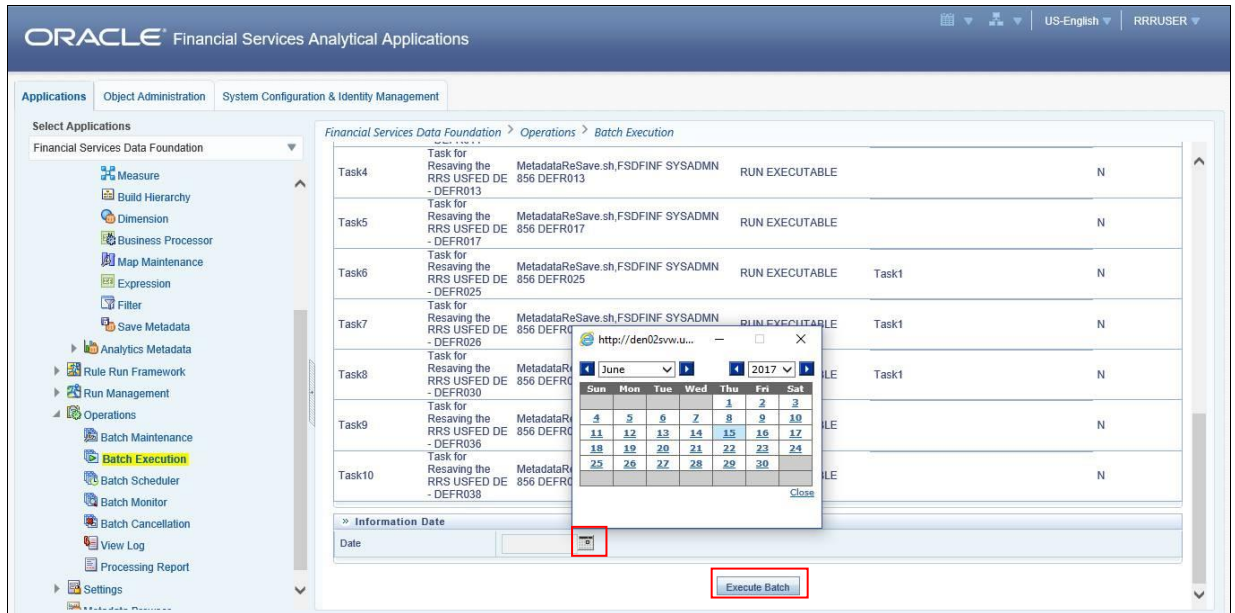 ORACLE® Financial Services Analytical Applications
US-English
RRRUSER
Applications
Object Administration
System Configuration & Identity Management
Select Applications
Financial Services Data Foundation
Measure
Build Hierarchy
Dimension
Business Processor
Map Maintenance
Expression
Filter
Save Metadata
Analytics Metadata
Rule Run Framework
Run Management
Operations
Batch Maintenance
Batch Execution
Batch Scheduler
Batch Monitor
Batch Cancellation
View Log
Processing Report
Settings
Financial Services Data Foundation > Operations > Batch Execution
Task4
Task for
Resaving the
RRS USFED DE
- DEFR013
MetadataReSave.sh,FSDFINF SYSADMN
856 DEFR013
RUN EXECUTABLE
N
Task5
Task for
Resaving the
RRS USFED DE
- DEFR017
MetadataReSave.sh,FSDFINF SYSADMN
856 DEFR017
RUN EXECUTABLE
N
Task6
Task for
Resaving the
RRS USFED DE
- DEFR025
MetadataReSave.sh,FSDFINF SYSADMN
856 DEFR025
RUN EXECUTABLE
Task1
N
Task7
Task for
Resaving the
RRS USFED DE
- DEFR026
MetadataReSave.sh,FSDFINF SYSADMN
856
RUN EXECUTABLE
Task1
N
Task8
Task for
Resaving the
RRS USFED DE
- DEFR030
856
Task1
N
Task9
Task for
Resaving the
RRS USFED DE
- DEFR036
856
N
Task10
Task for
Resaving the
RRS USFED DE
- DEFR038
856
N
http://den02svw.u...
June
2017
Sun Mon Tue Wed Thu Fri Sat
1 2 3
4 5 6 7 8 9 10
11 12 13 14 15 16 17
18 19 20 21 22 23 24
25 26 27 28 29 30
Close
» Information Date
Date
Execute Batch